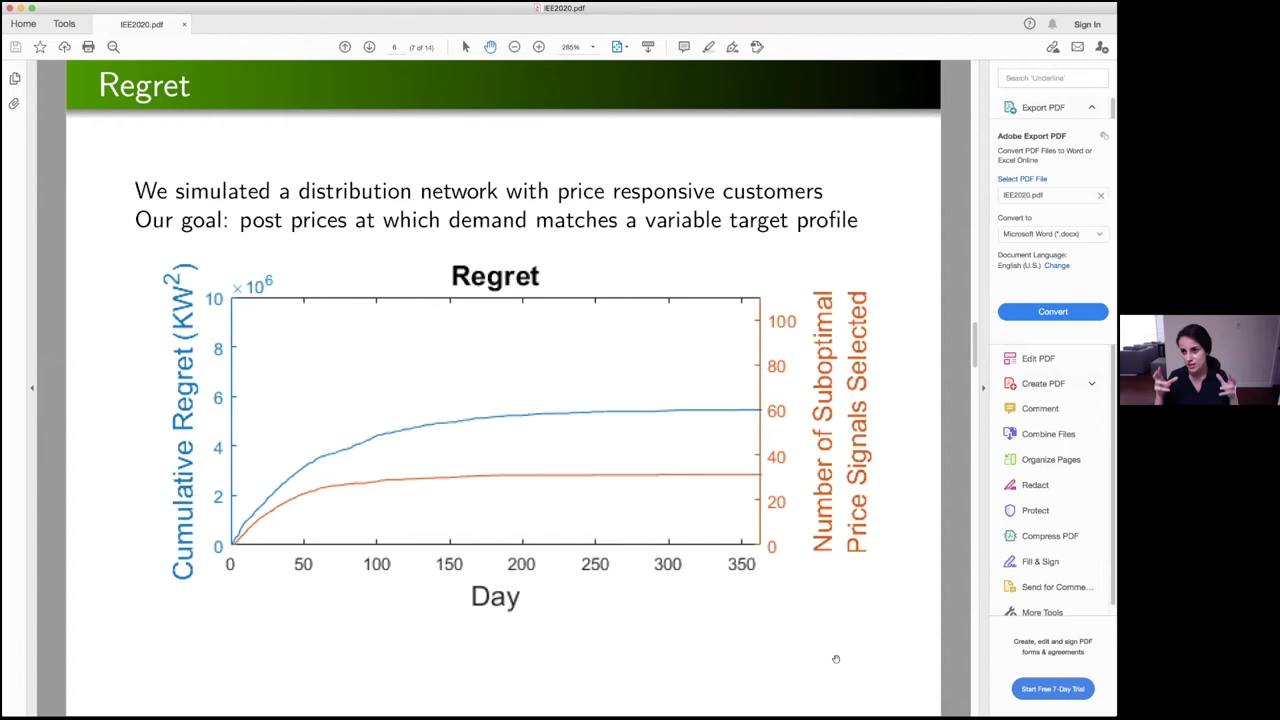 IEE2020.pdf
Home
Tools
IEE2020.pdf
×
Sign In
6
(7 of 14)
285%
Regret
We simulated a distribution network with price responsive customers
Our goal: post prices at which demand matches a variable target profile
Regret
×10^6
Cumulative Regret (KW^2)
10
8
6
4
2
0
Number of Suboptimal
Price Signals Selected
100
80
60
40
20
0
0 50 100 150 200 250 300 350
Day
Search 'Underline'
Export PDF
Adobe Export PDF
Convert PDF Files to Word or
Excel Online
Select PDF File
IEE2020.pdf
×
Convert to
Microsoft Word (*.docx)
Document Language:
English (U.S.) Change
Convert
Edit PDF
Create PDF
Comment
Combine Files
Organize Pages
Redact
Protect
Compress PDF
Fill & Sign
Send for Comme...
More Tools
Create, edit and sign PDF
forms & agreements
Start Free 7-Day Trial